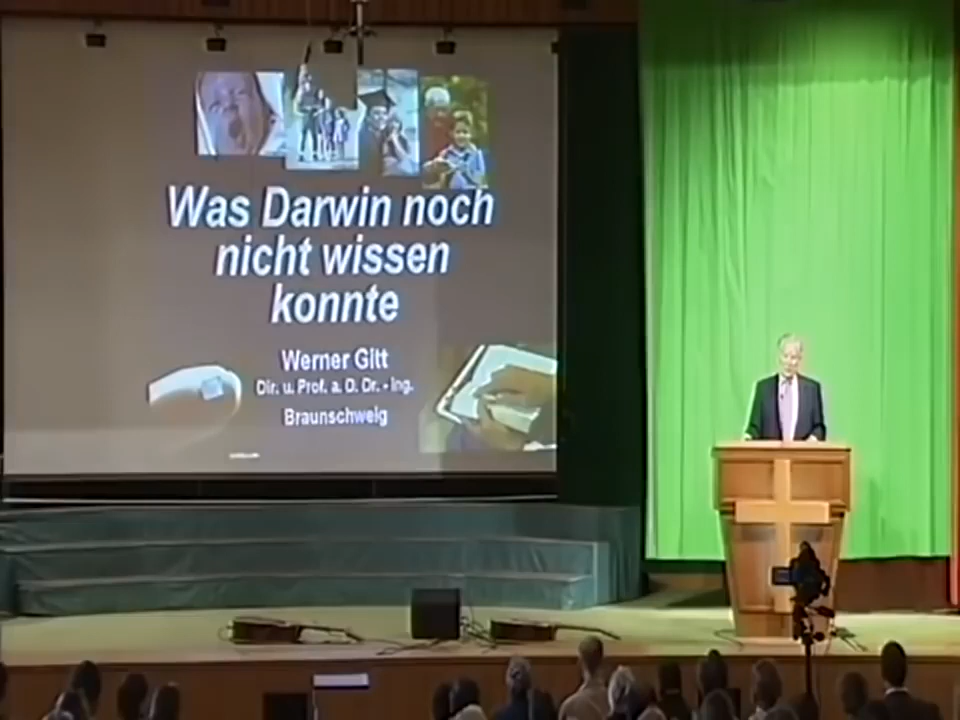 Was Darwin noch
nicht wissen
konnte
Werner Gitt
Dir. u. Prof. a. D. Dr. - Ing.
Braunschweig